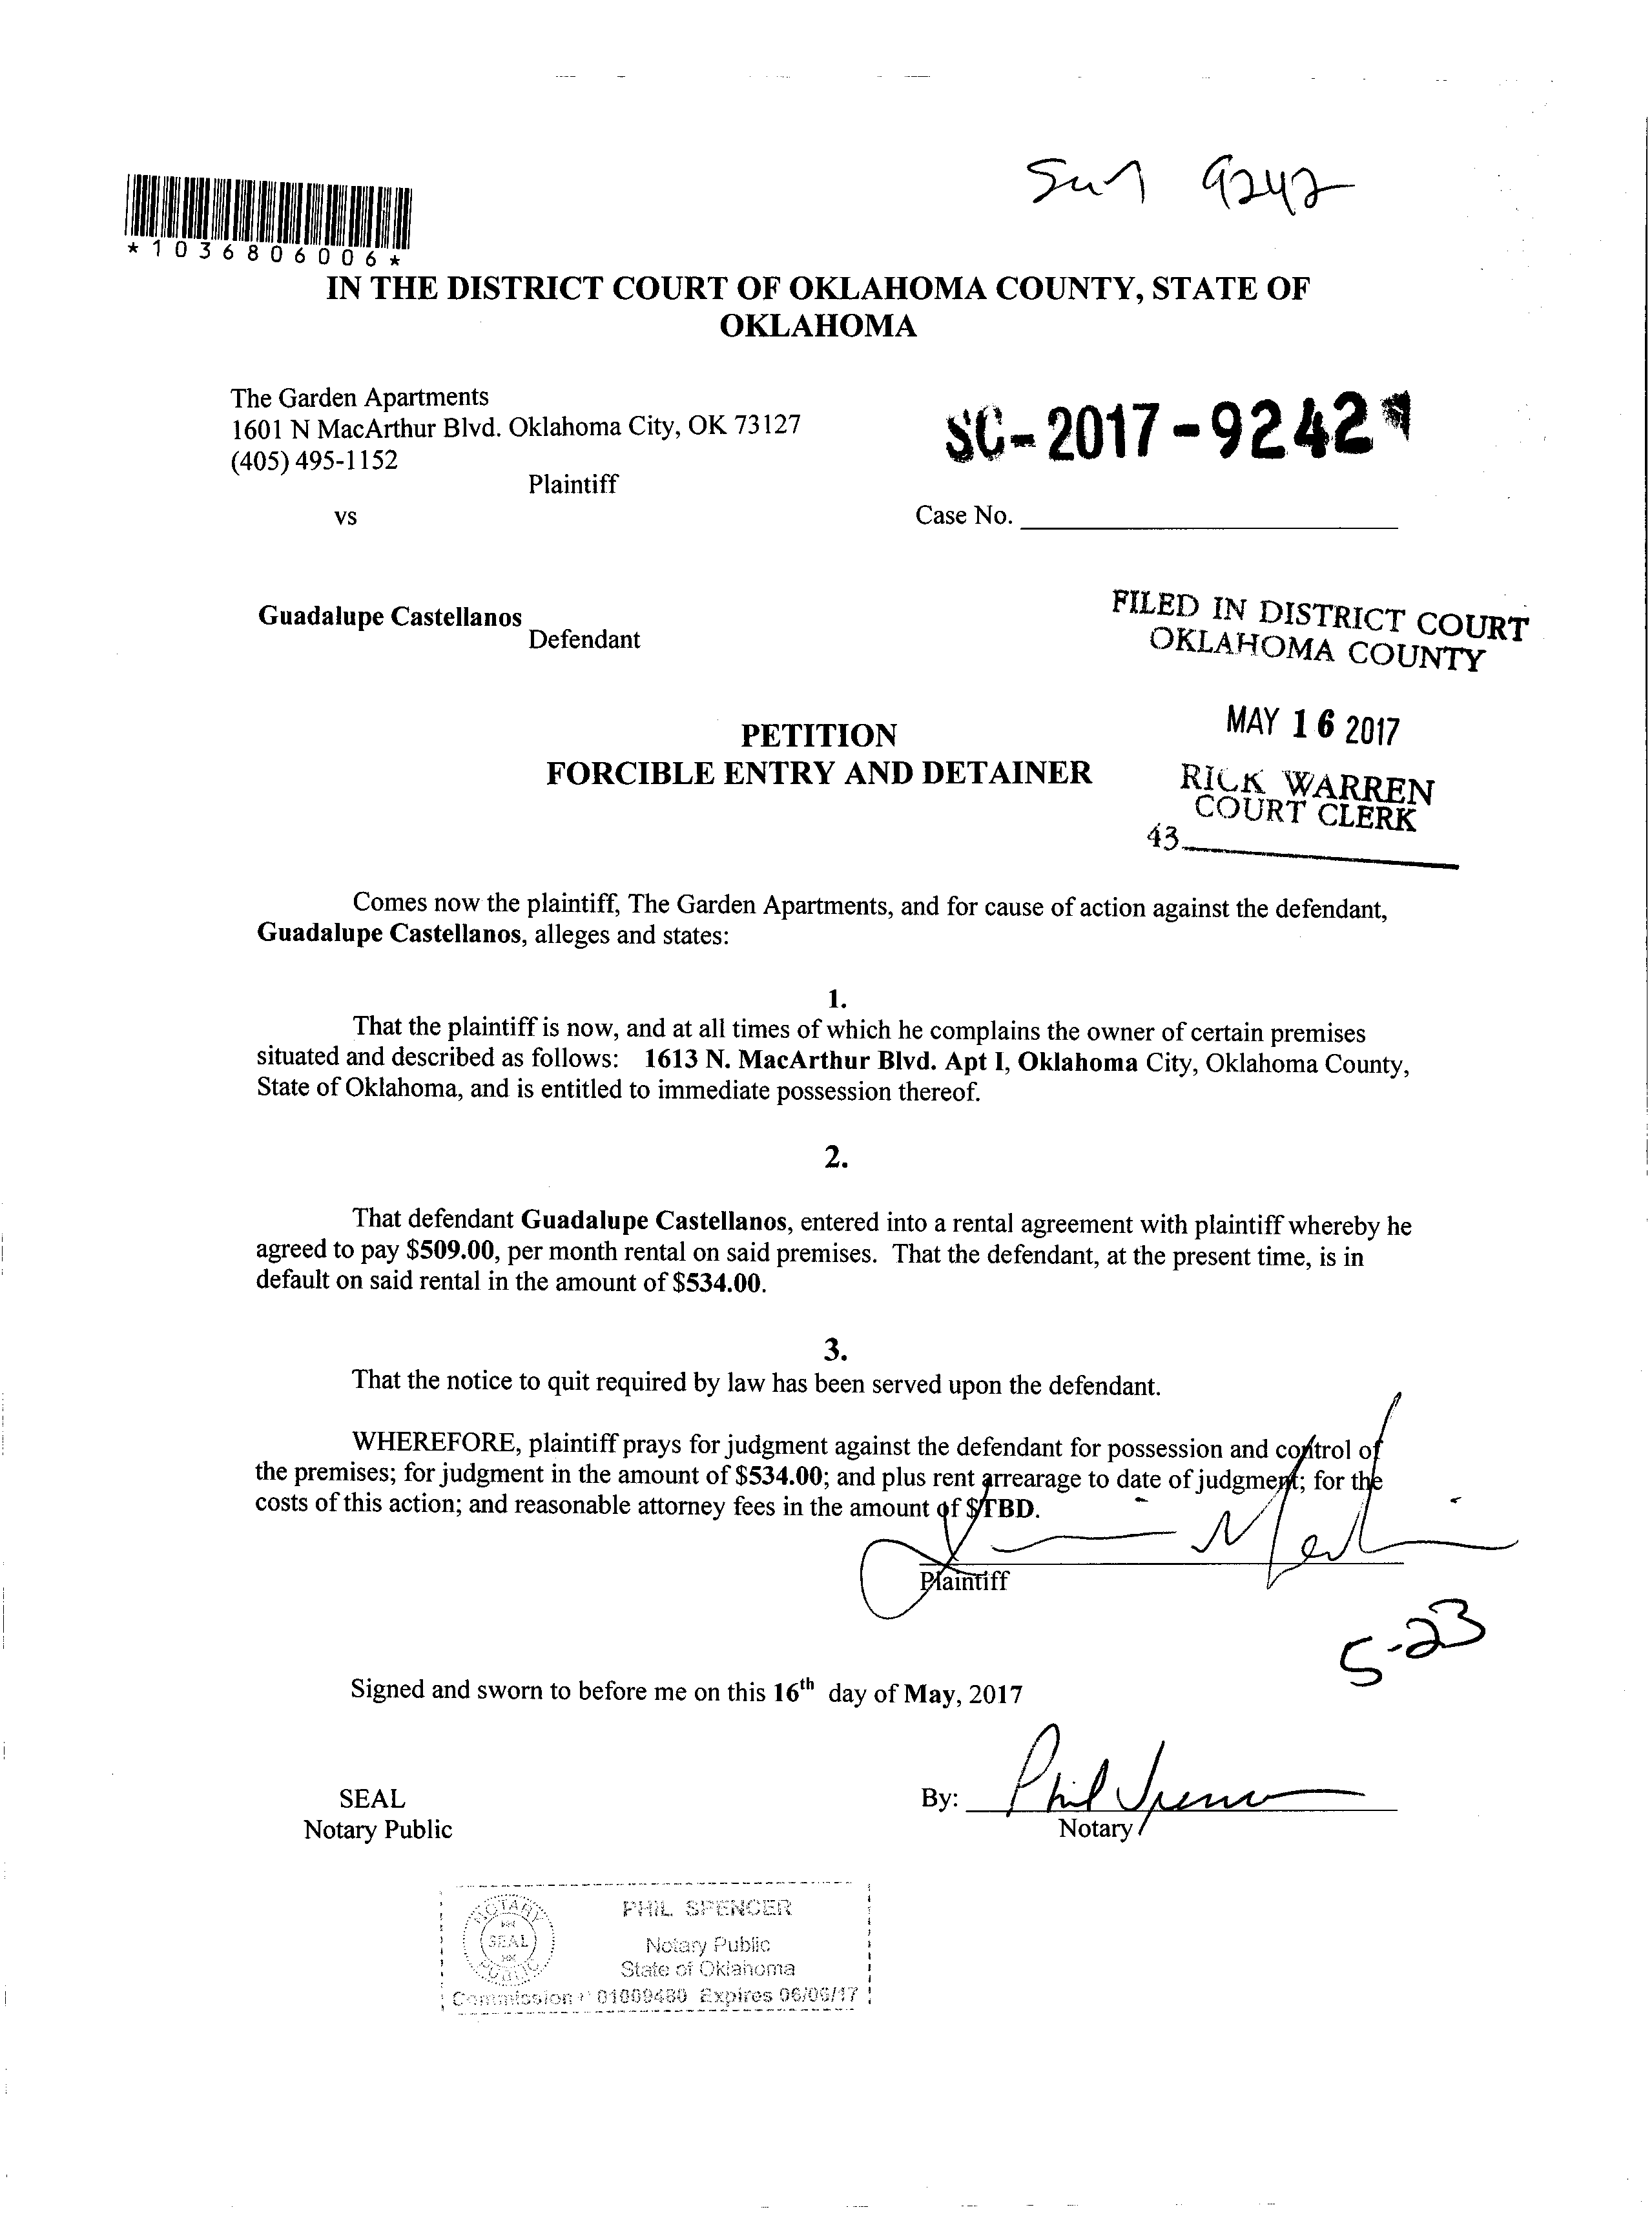 9242
*1036806006*
IN THE DISTRICT COURT OF OKLAHOMA COUNTY, STATE OF
OKLAHOMA
The Garden Apartments
1601 N MacArthur Blvd. Oklahoma City, OK 73127
(405) 495-1152
Plaintiff
SC-2017-9242
vs
Case No.
Guadalupe Castellanos
Defendant
FILED IN DISTRICT COURT
OKLAHOMA COUNTY
MAY 16 2017
RICK WARREN
COURT CLERK
43
PETITION
FORCIBLE ENTRY AND DETAINER
Comes now the plaintiff, The Garden Apartments, and for cause of action against the defendant,
Guadalupe Castellanos, alleges and states:
1.
That the plaintiff is now, and at all times of which he complains the owner of certain premises
situated and described as follows: 1613 N. MacArthur Blvd. Apt I, Oklahoma City, Oklahoma County,
State of Oklahoma, and is entitled to immediate possession thereof.
2.
That defendant Guadalupe Castellanos, entered into a rental agreement with plaintiff whereby he
agreed to pay $509.00, per month rental on said premises. That the defendant, at the present time, is in
default on said rental in the amount of $534.00.
3.
That the notice to quit required by law has been served upon the defendant.
WHEREFORE, plaintiff prays for judgment against the defendant for possession and control of
the premises; for judgment in the amount of $534.00; and plus rent arrearage to date of judgment; for the
costs of this action; and reasonable attorney fees in the amount of $TBD.
Plaintiff
5-23
Signed and sworn to before me on this 16th day of May, 2017
SEAL
Notary Public
By: Phil Spencer
Notary
NOTARY
SEAL
PUBLIC
PHIL SPENCER
Notary Public
State of Oklahoma
Commission # 01009480 Expires 06/06/17